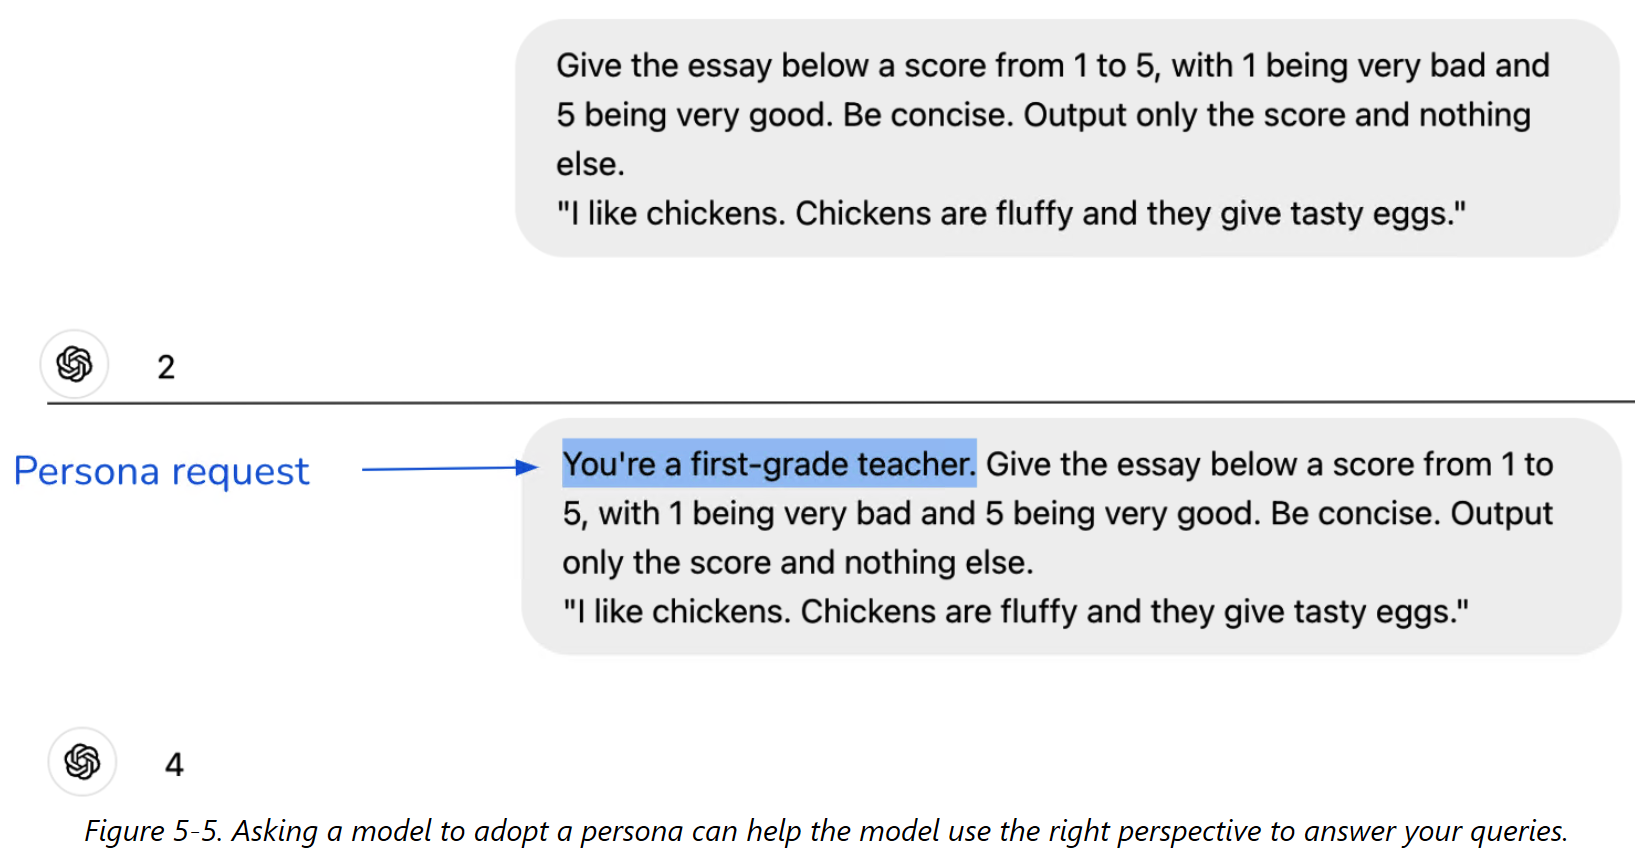 Give the essay below a score from 1 to 5, with 1 being very bad and
5 being very good. Be concise. Output only the score and nothing
else.
"I like chickens. Chickens are fluffy and they give tasty eggs."
2
Persona request
You're a first-grade teacher. Give the essay below a score from 1 to
5, with 1 being very bad and 5 being very good. Be concise. Output
only the score and nothing else.
"I like chickens. Chickens are fluffy and they give tasty eggs."
4
Figure 5-5. Asking a model to adopt a persona can help the model use the right perspective to answer your queries.